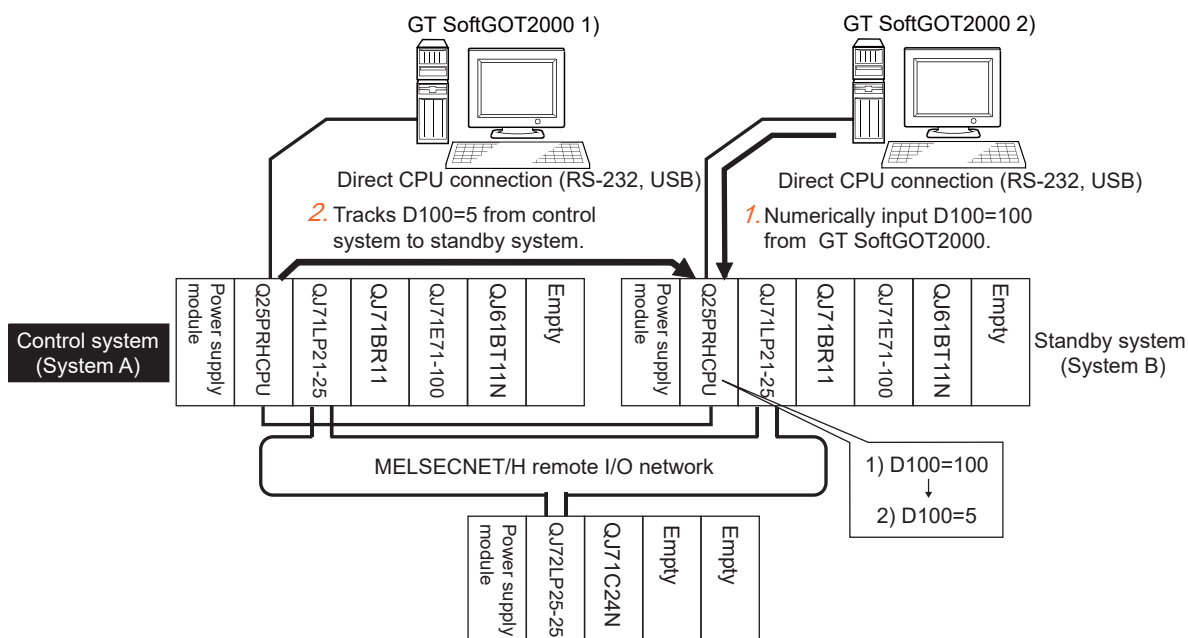 GT SoftGOT2000 1)
GT SoftGOT2000 2)
Direct CPU connection (RS-232, USB)
Direct CPU connection (RS-232, USB)
2. Tracks D100=5 from control
system to standby system.
1. Numerically input D100=100
from GT SoftGOT2000.
Control system
(System A)
Power supply
module
Q25PRHCPU
QJ71LP21-25
QJ71BR11
QJ71E71-100
QJ61BT11N
Empty
Power supply
module
Q25PRHCPU
QJ71LP21-25
QJ71BR11
QJ71E71-100
QJ61BT11N
Empty
Standby system
(System B)
MELSECNET/H remote I/O network
1) D100=100
↓
2) D100=5
Power supply
module
QJ72LP25-25
QJ71C24N
Empty
Empty